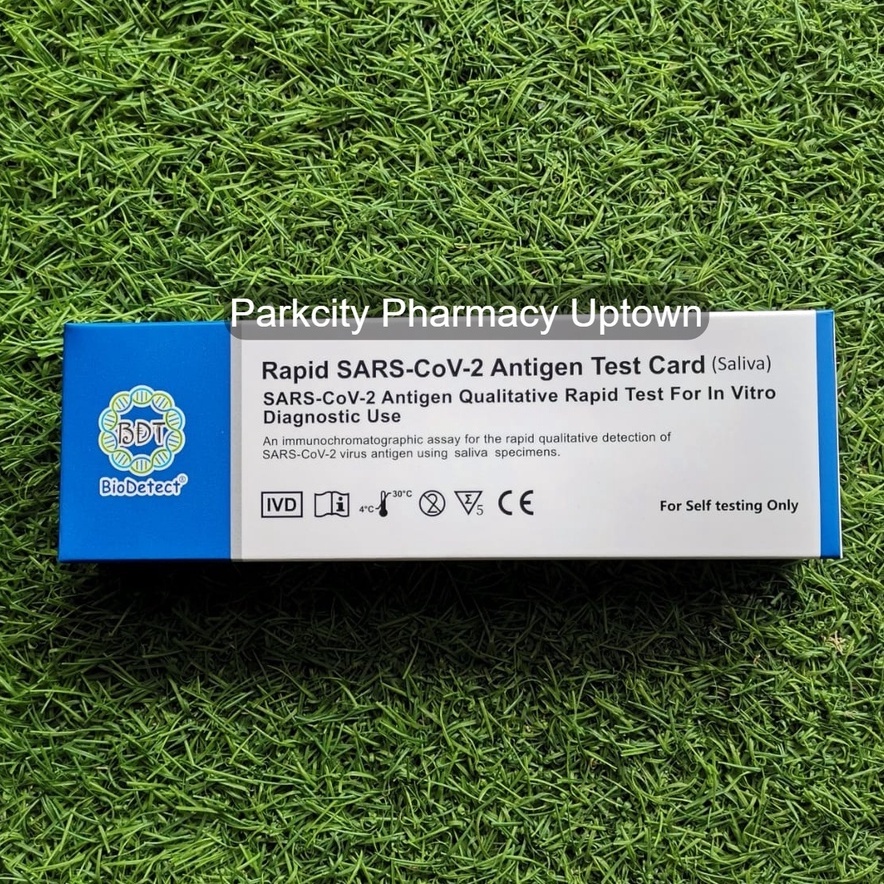 Parkcity Pharmacy Uptown
Rapid SARS-CoV-2 Antigen Test Card (Saliva)
SARS-CoV-2 Antigen Qualitative Rapid Test For In Vitro
Diagnostic Use
An immunochromatographic assay for the rapid qualitative detection of
SARS-CoV-2 virus antigen using saliva specimens.
BDT
BioDetect®
IVD i 4°C 30°C 2 Σ 5 CE
For Self testing Only